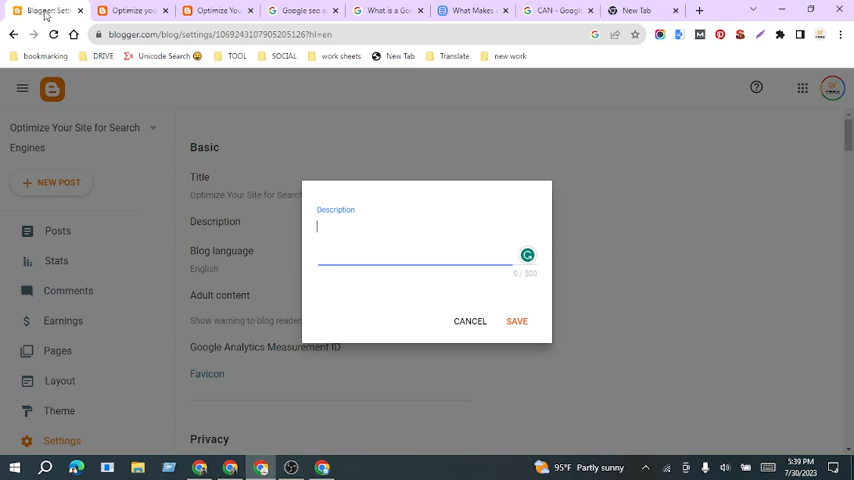 Blogger: Setti
Optimize you
Optimize Yo
Google seo e
What is a Go
What Makes
CAN - Google
New Tab
blogger.com/blog/settings/1069243107905205126?hl=en
bookmarking
DRIVE
Unicode Search
TOOL
SOCIAL
work sheets
New Tab
Translate
new work
Optimize Your Site for Search
Engines
NEW POST
Posts
Stats
Comments
Earnings
Pages
Layout
Theme
Settings
Basic
Title
Optimize Your Site for Search
Description
Blog language
English
Adult content
Show warning to blog reader
Google Analytics Measurement ID
Favicon
Privacy
Description
0 / 500
CANCEL
SAVE
95°F Partly sunny
5:39 PM
7/30/2023